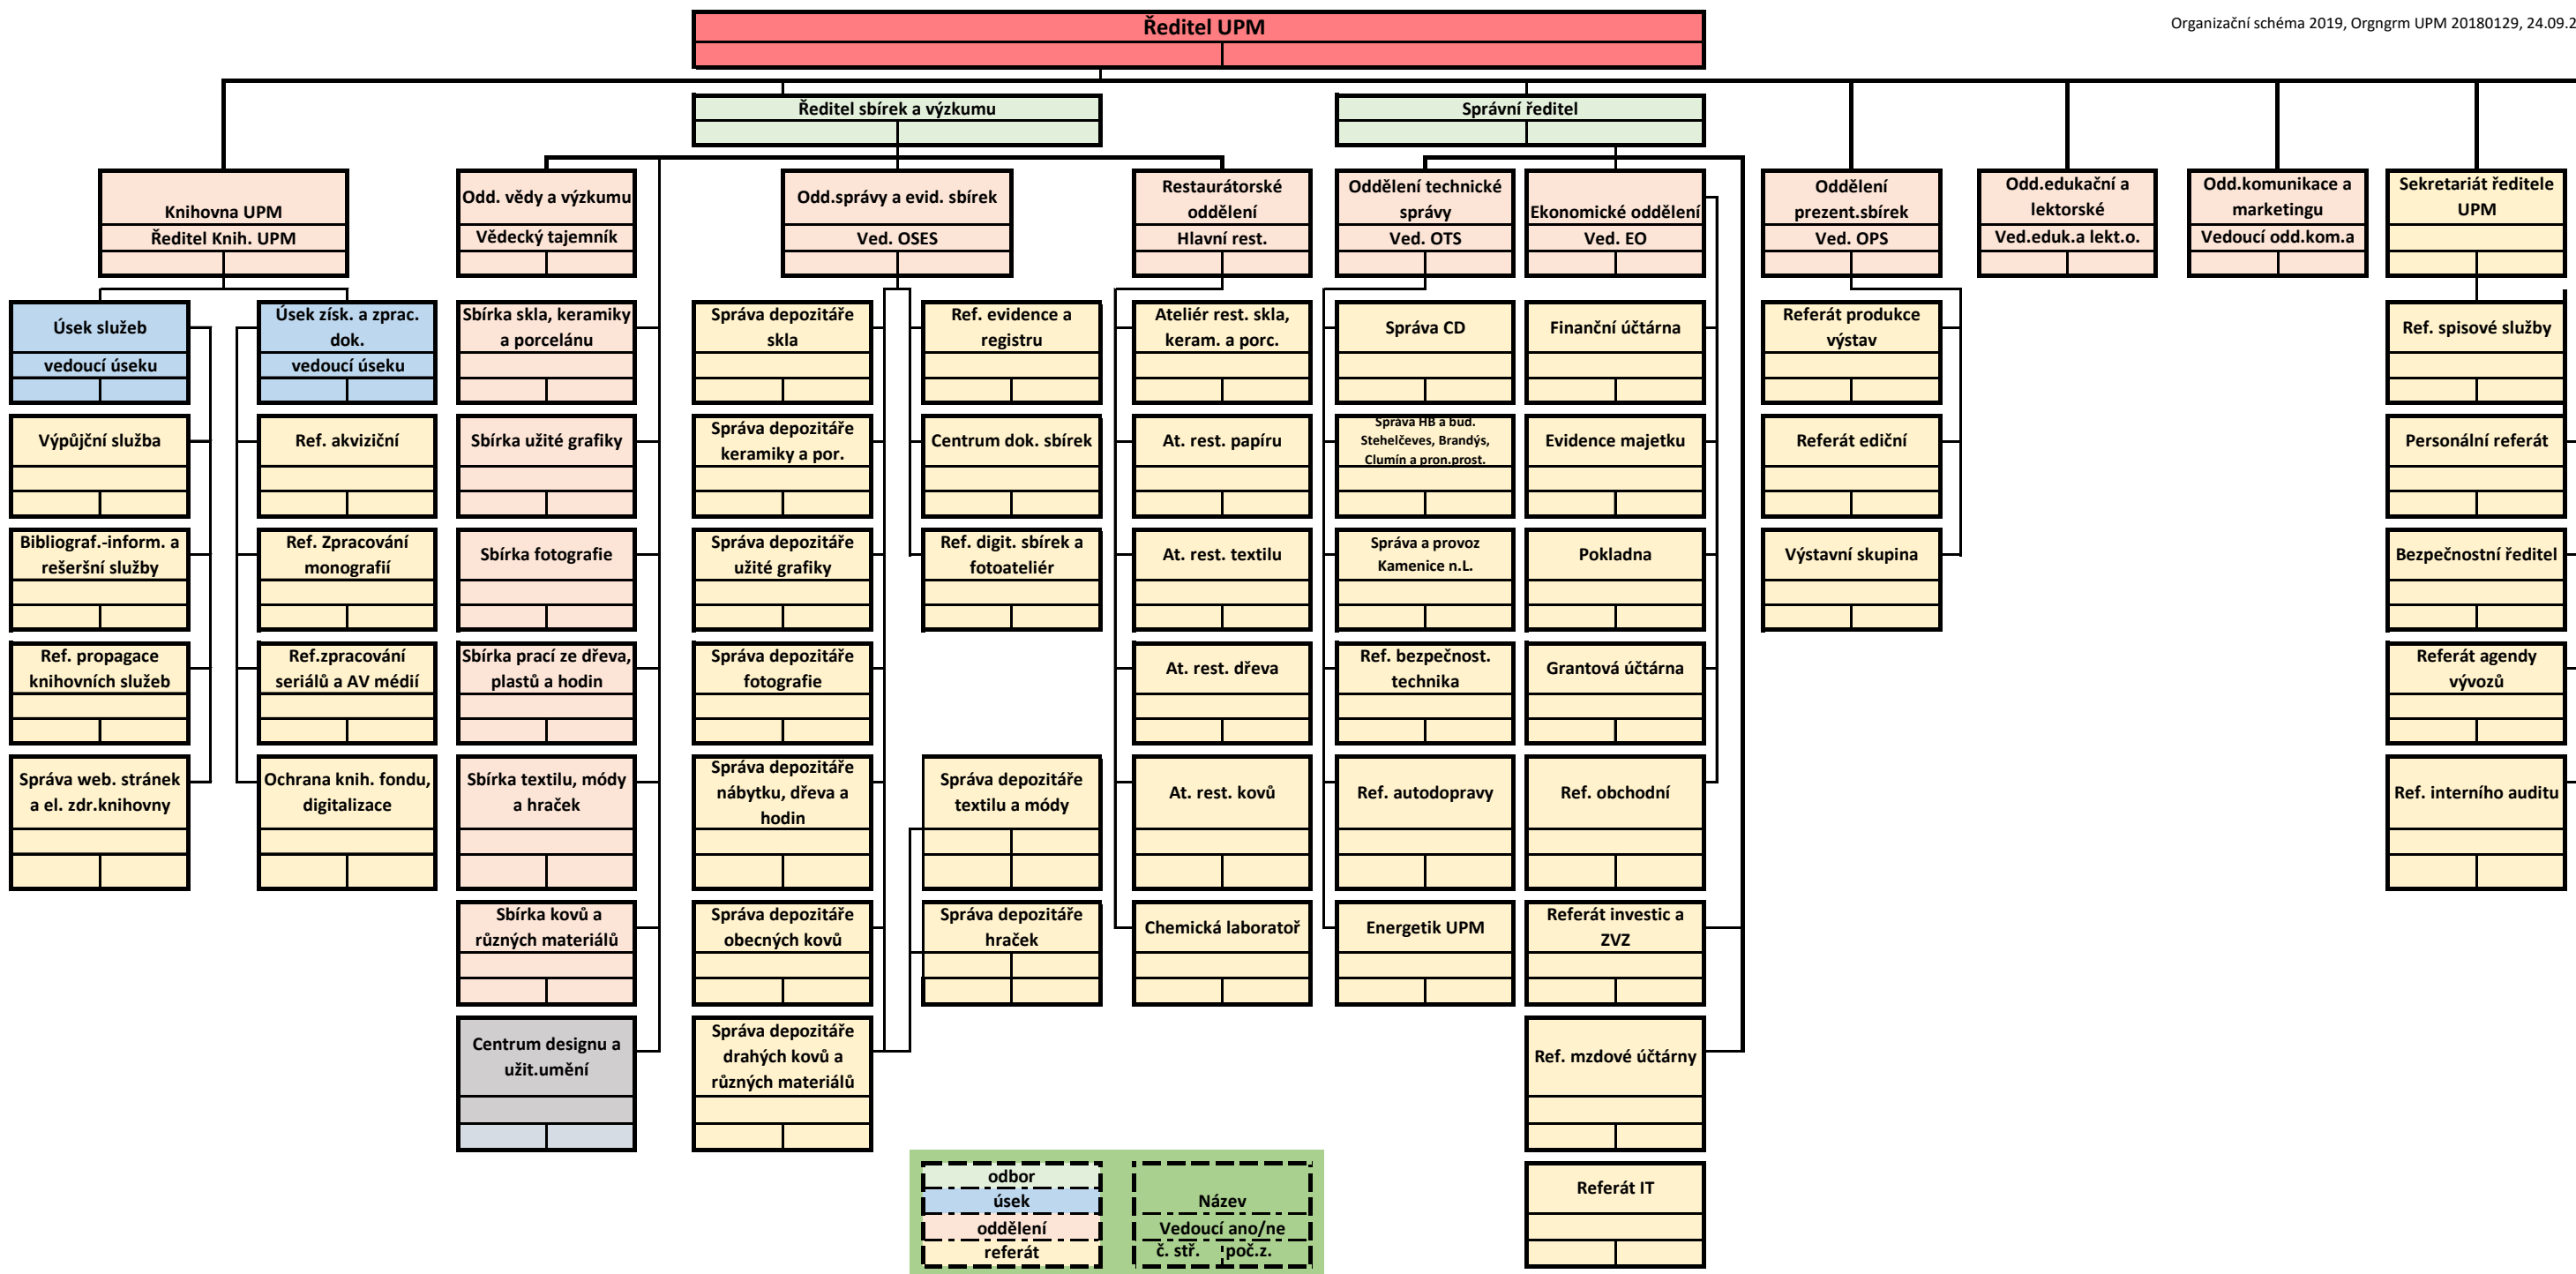 Ředitel UPM
Organizační schéma 2019, Orgngrm UPM 20180129, 24.09.2
Ředitel sbírek a výzkumu
Správní ředitel
Knihovna UPM
Ředitel Knih. UPM
Odd. vědy a výzkumu
Vědecký tajemník
Odd.správy a evid. sbírek
Ved. OSES
Restaurátorské
oddělení
Hlavní rest.
Oddělení technické
správy
Ved. OTS
Ekonomické oddělení
Ved. EO
Oddělení
prezent.sbírek
Ved. OPS
Odd.edukační a
lektorské
Ved.eduk.a lekt.o.
Odd.komunikace a
marketingu
Vedoucí odd.kom.a
Sekretariát ředitele
UPM
Úsek služeb
vedoucí úseku
Úsek získ. a zprac.
dok.
vedoucí úseku
Sbírka skla, keramiky
a porcelánu
Správa depozitáře
skla
Ref. evidence a
registru
Ateliér rest. skla,
keram. a porc.
Správa CD
Finanční účtárna
Referát produkce
výstav
Ref. spisové služby
Výpůjční služba
Ref. akviziční
Sbírka užité grafiky
Správa depozitáře
keramiky a por.
Centrum dok. sbírek
At. rest. papíru
Správa HB a bud.
Stehelčeves, Brandýs,
Clumín a pron.prost.
Evidence majetku
Referát ediční
Personální referát
Bibliograf.-inform. a
rešeršní služby
Ref. Zpracování
monografií
Sbírka fotografie
Správa depozitáře
užité grafiky
Ref. digit. sbírek a
fotoateliér
At. rest. textilu
Správa a provoz
Kamenice n.L.
Pokladna
Výstavní skupina
Bezpečnostní ředitel
Ref. propagace
knihovních služeb
Ref.zpracování
seriálů a AV médií
Sbírka prací ze dřeva,
plastů a hodin
Správa depozitáře
fotografie
At. rest. dřeva
Ref. bezpečnost.
technika
Grantová účtárna
Referát agendy
vývozů
Správa web. stránek
a el. zdr.knihovny
Ochrana knih. fondu,
digitalizace
Sbírka textilu, módy
a hraček
Správa depozitáře
nábytku, dřeva a
hodin
Správa depozitáře
textilu a módy
At. rest. kovů
Ref. autodopravy
Ref. obchodní
Ref. interního auditu
Sbírka kovů a
různých materiálů
Správa depozitáře
obecných kovů
Správa depozitáře
hraček
Chemická laboratoř
Energetik UPM
Referát investic a
ZVZ
Centrum designu a
užit.umění
Správa depozitáře
drahých kovů a
různých materiálů
Ref. mzdové účtárny
Referát IT
odbor
úsek
oddělení
referát
Název
Vedoucí ano/ne
č. stř. poč.z.